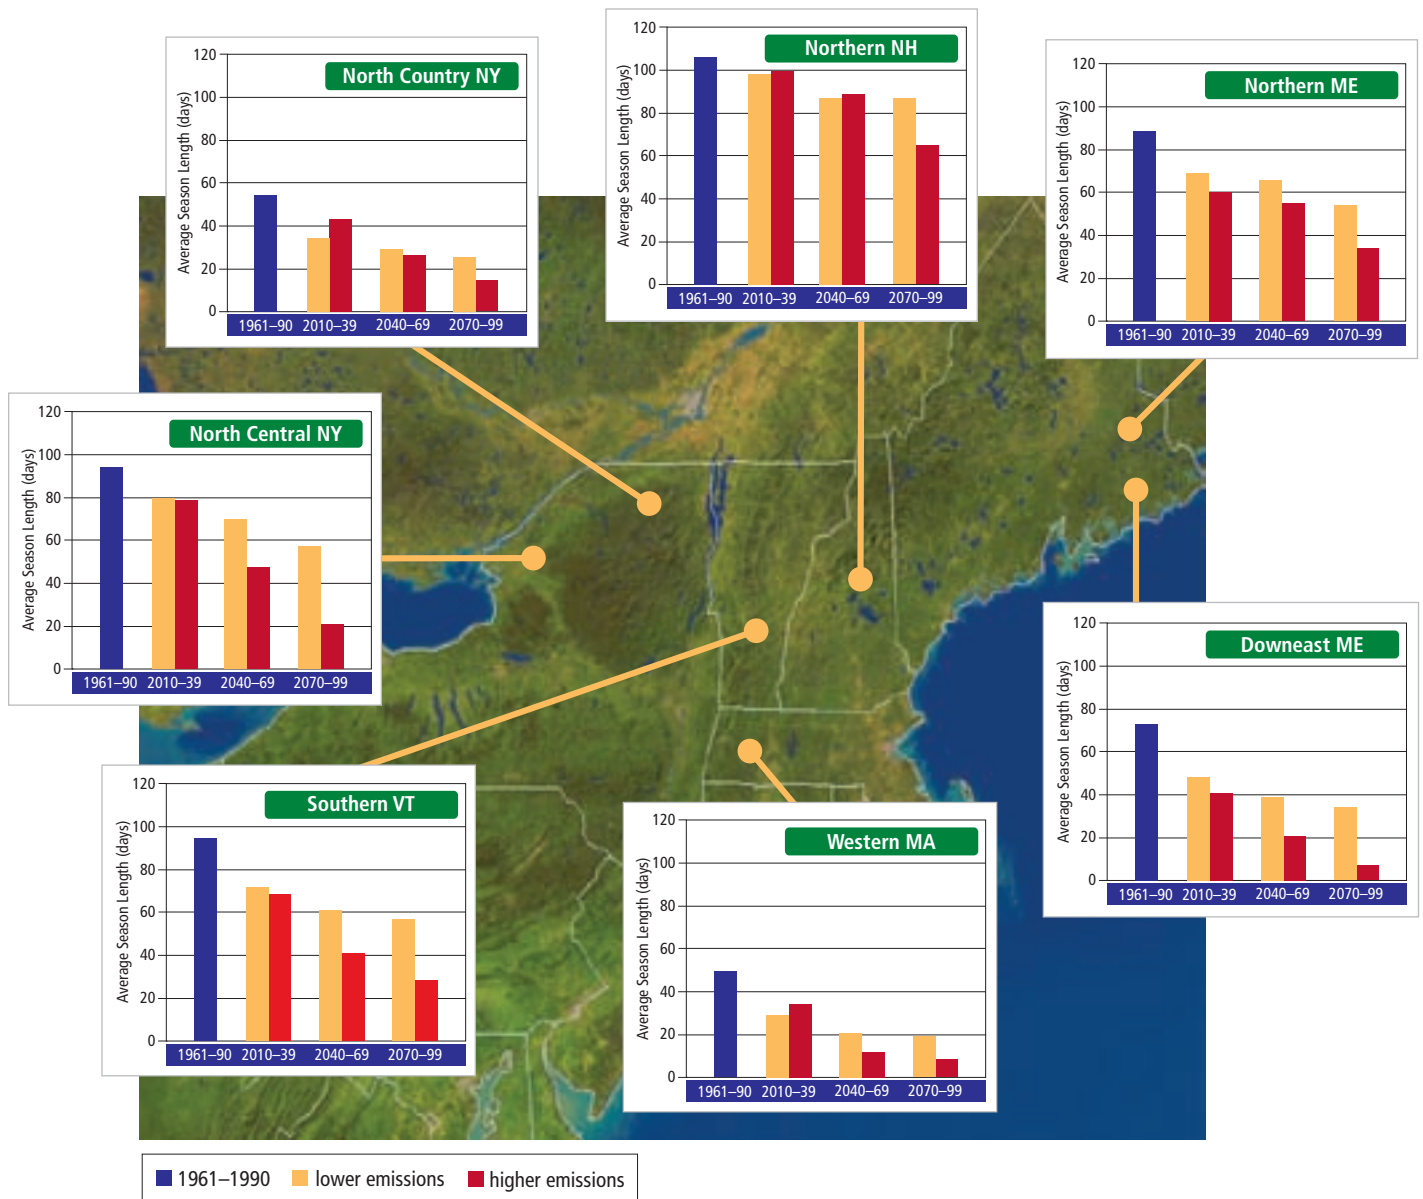 North Country NY
Average Season Length (days)
120
100
80
60
40
20
0
1961–90 2010–39 2040–69 2070–99
Northern NH
Average Season Length (days)
120
100
80
60
40
20
0
1961–90 2010–39 2040–69 2070–99
Northern ME
Average Season Length (days)
120
100
80
60
40
20
0
1961–90 2010–39 2040–69 2070–99
North Central NY
Average Season Length (days)
120
100
80
60
40
20
0
1961–90 2010–39 2040–69 2070–99
Downeast ME
Average Season Length (days)
120
100
80
60
40
20
0
1961–90 2010–39 2040–69 2070–99
Southern VT
Average Season Length (days)
120
100
80
60
40
20
0
1961–90 2010–39 2040–69 2070–99
Western MA
Average Season Length (days)
120
100
80
60
40
20
0
1961–90 2010–39 2040–69 2070–99
1961–1990 lower emissions higher emissions